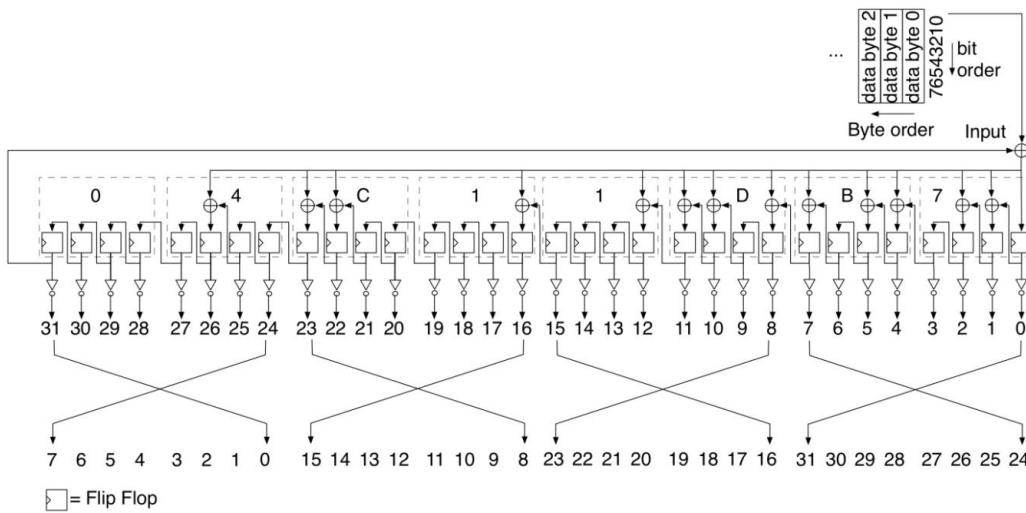 data byte 2
data byte 1
data byte 0
76543210
...
bit
order
Byte order
Input
0 4 C 1 1 D B 7
31 30 29 28 27 26 25 24 23 22 21 20 19 18 17 16 15 14 13 12 11 10 9 8 7 6 5 4 3 2 1 0
7 6 5 4 3 2 1 0 15 14 13 12 11 10 9 8 23 22 21 20 19 18 17 16 31 30 29 28 27 26 25 24
= Flip Flop